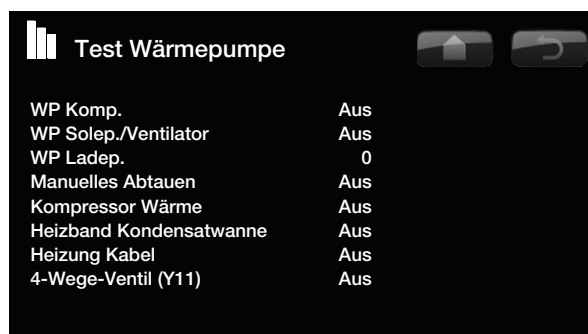 Test Wärmepumpe
WP Komp. Aus
WP Solep./Ventilator Aus
WP Ladep. 0
Manuelles Abtauen Aus
Kompressor Wärme Aus
Heizband Kondensatwanne Aus
Heizung Kabel Aus
4-Wege-Ventil (Y11) Aus